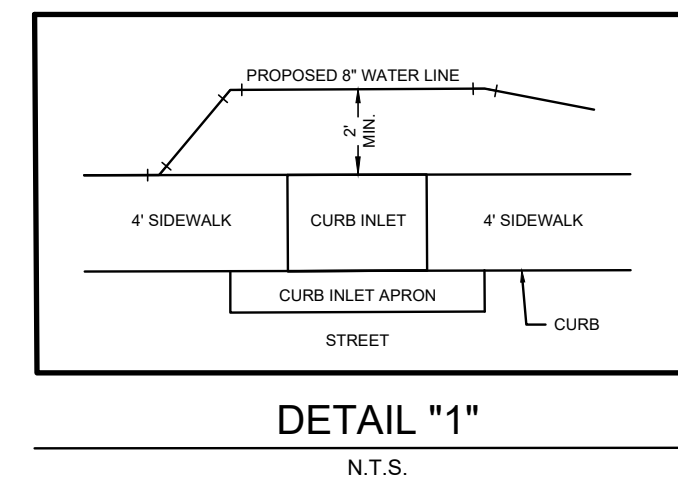 PROPOSED 8" WATER LINE
2'
MIN.
4' SIDEWALK
CURB INLET
4' SIDEWALK
CURB INLET APRON
CURB
STREET
DETAIL "1"
N.T.S.